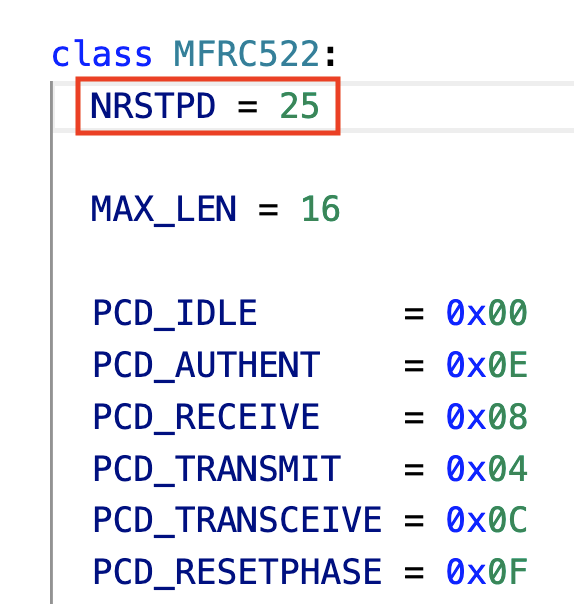 class MFRC522:
NRSTPD = 25
MAX_LEN = 16
PCD_IDLE       = 0x00
PCD_AUTHENT    = 0x0E
PCD_RECEIVE    = 0x08
PCD_TRANSMIT   = 0x04
PCD_TRANSCEIVE = 0x0C
PCD_RESETPHASE = 0x0F